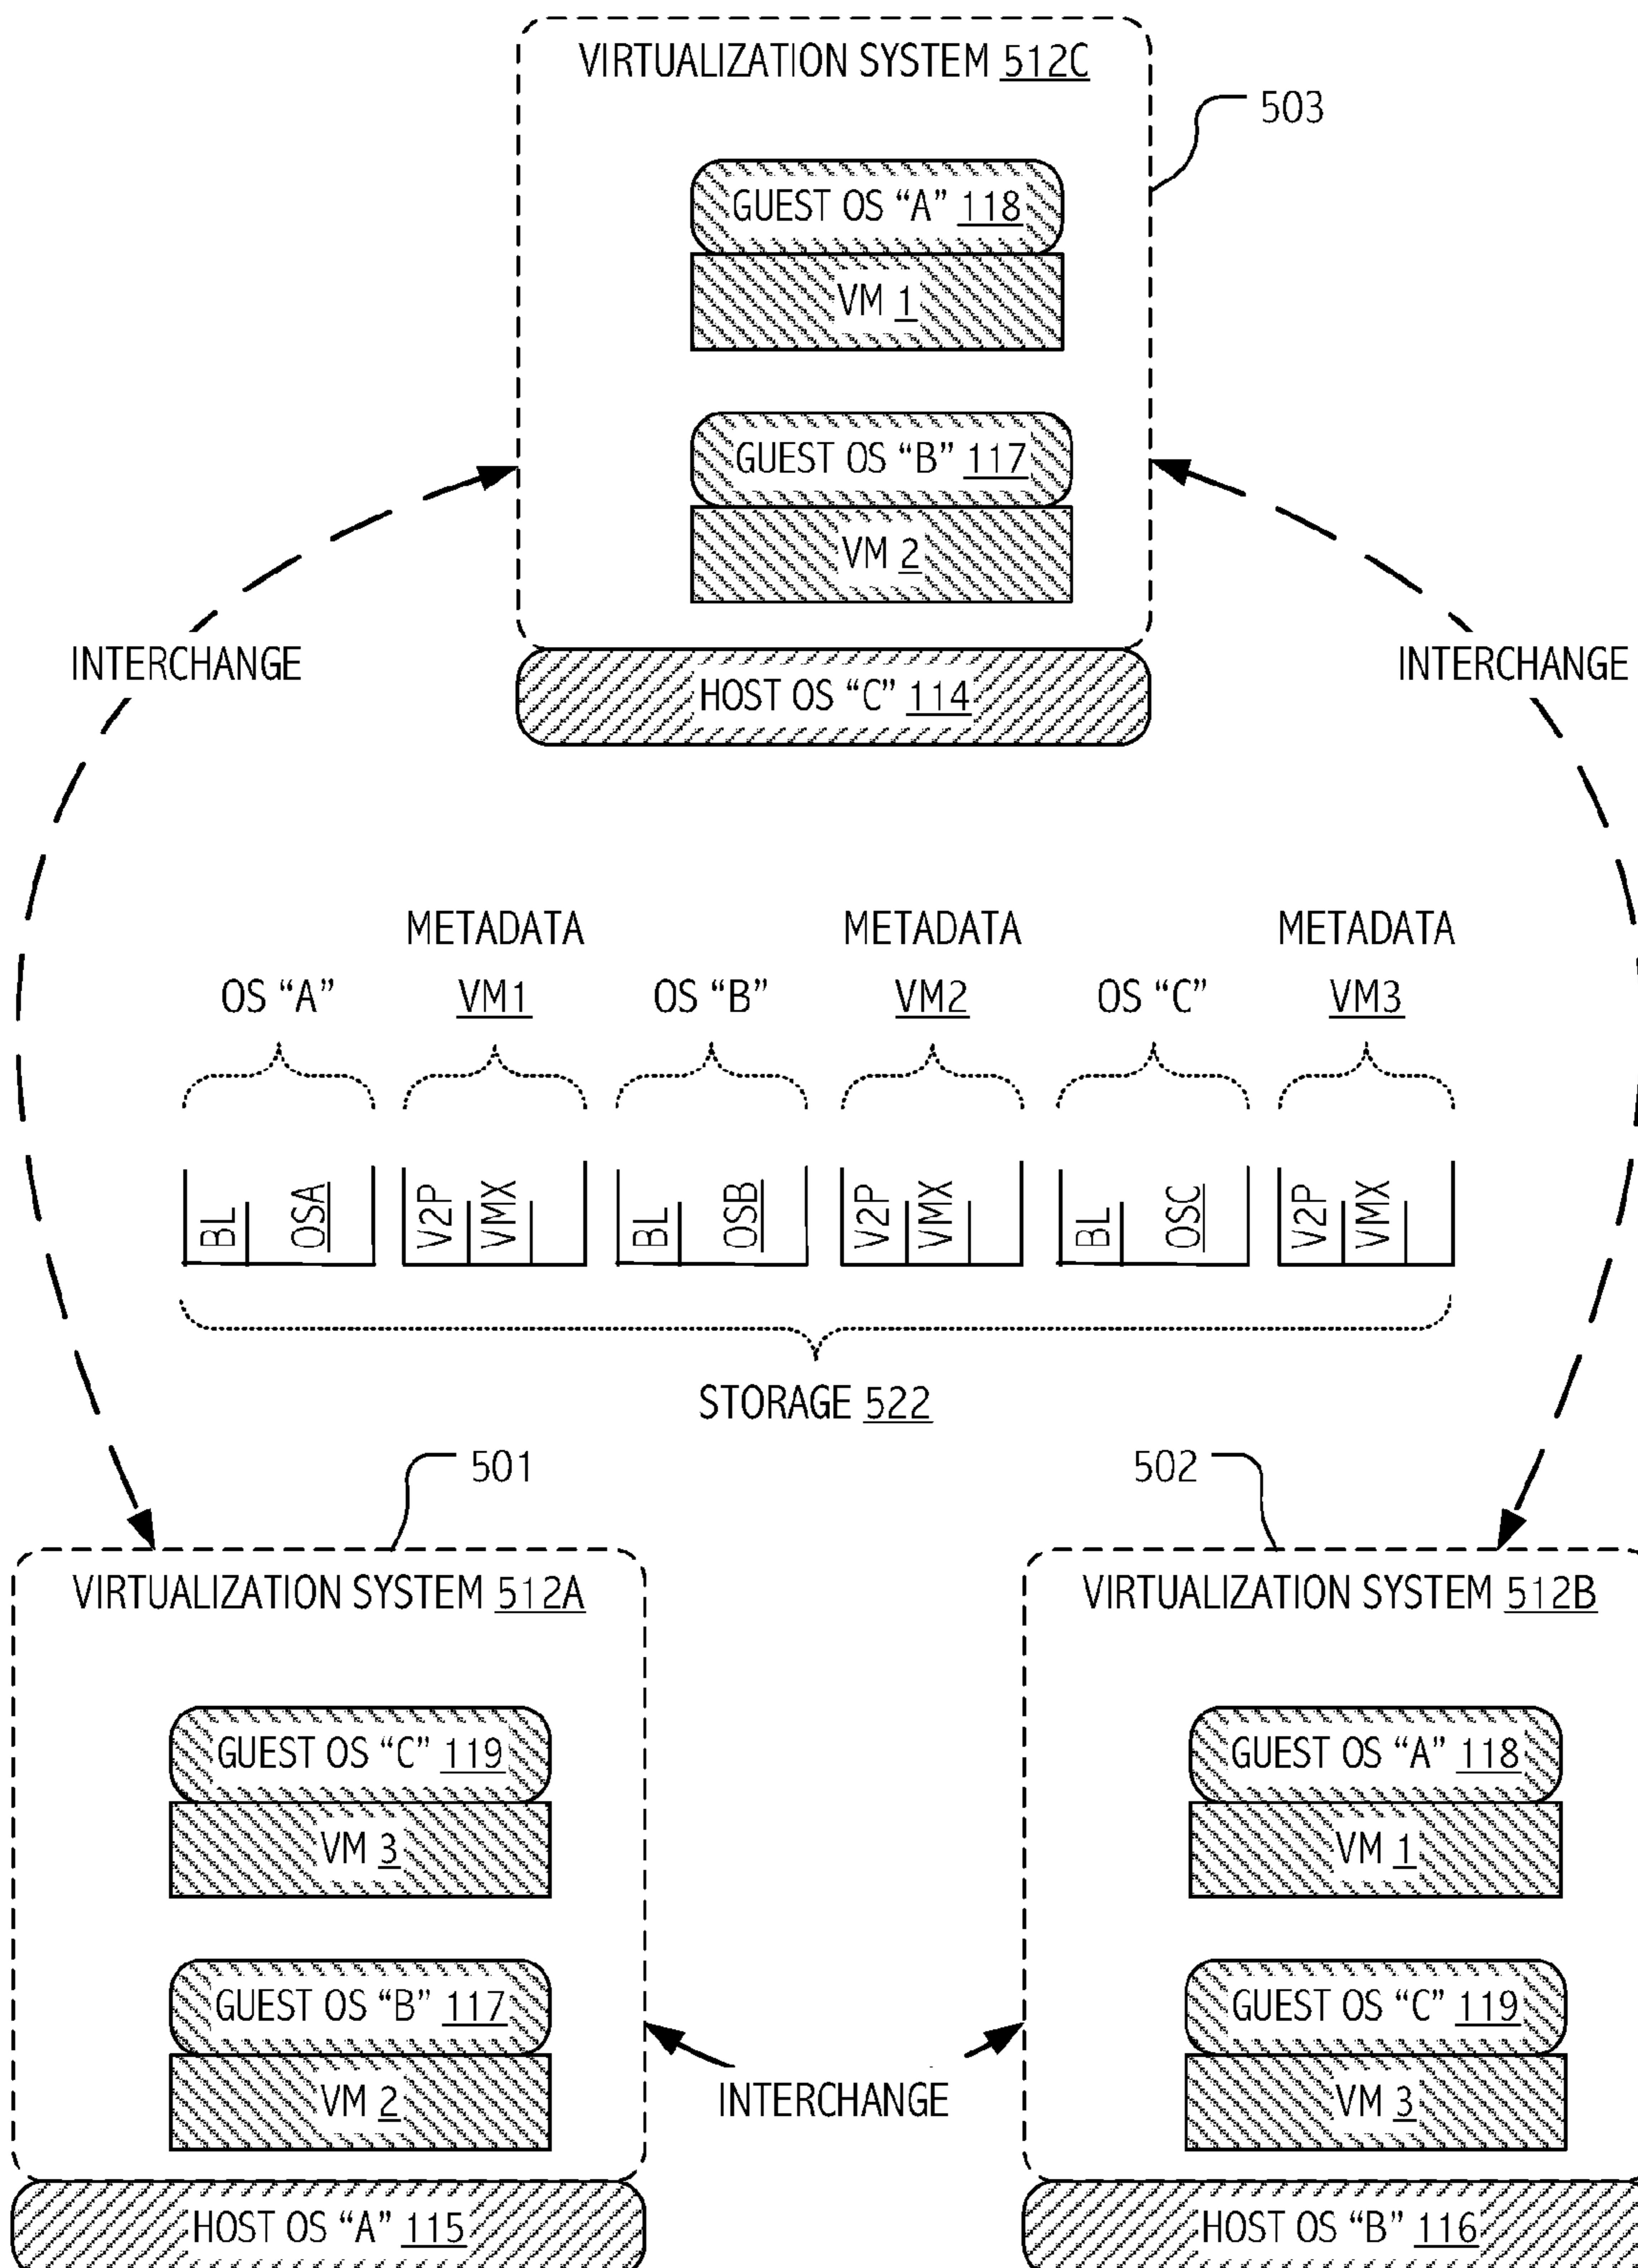 VIRTUALIZATION SYSTEM 512C
503
GUEST OS “A” 118
VM 1
GUEST OS “B” 117
VM 2
INTERCHANGE
INTERCHANGE
HOST OS “C” 114
METADATA
METADATA
METADATA
OS “A”
VM1
OS “B”
VM2
OS “C”
VM3
BL
OSA
V2P
VMX
BL
OSB
V2P
VMX
BL
OSC
V2P
VMX
STORAGE 522
501
502
VIRTUALIZATION SYSTEM 512A
VIRTUALIZATION SYSTEM 512B
GUEST OS “C” 119
GUEST OS “A” 118
VM 3
VM 1
GUEST OS “B” 117
GUEST OS “C” 119
VM 2
VM 3
INTERCHANGE
HOST OS “A” 115
HOST OS “B” 116